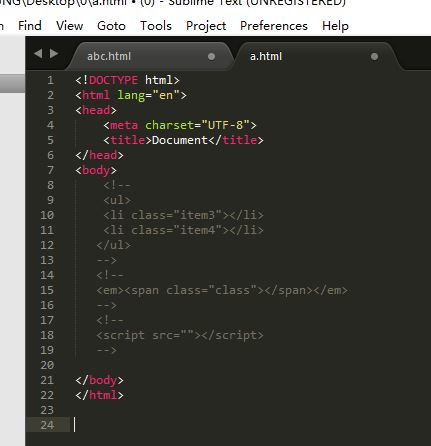 NG\Desktop\0\a.html • (0) - Sublime Text (UNREGISTERED)
Find View Goto Tools Project Preferences Help
abc.html a.html
1 <!DOCTYPE html>
2 <html lang="en">
3 <head>
4 <meta charset="UTF-8">
5 <title>Document</title>
6 </head>
7 <body>
8 <!--
9 <ul>
10 <li class="item3"></li>
11 <li class="item4"></li>
12 </ul>
13 -->
14 <!--
15 <em><span class="class"></span></em>
16 -->
17 <!--
18 <script src=""></script>
19 -->
20
21 </body>
22 </html>
23
24